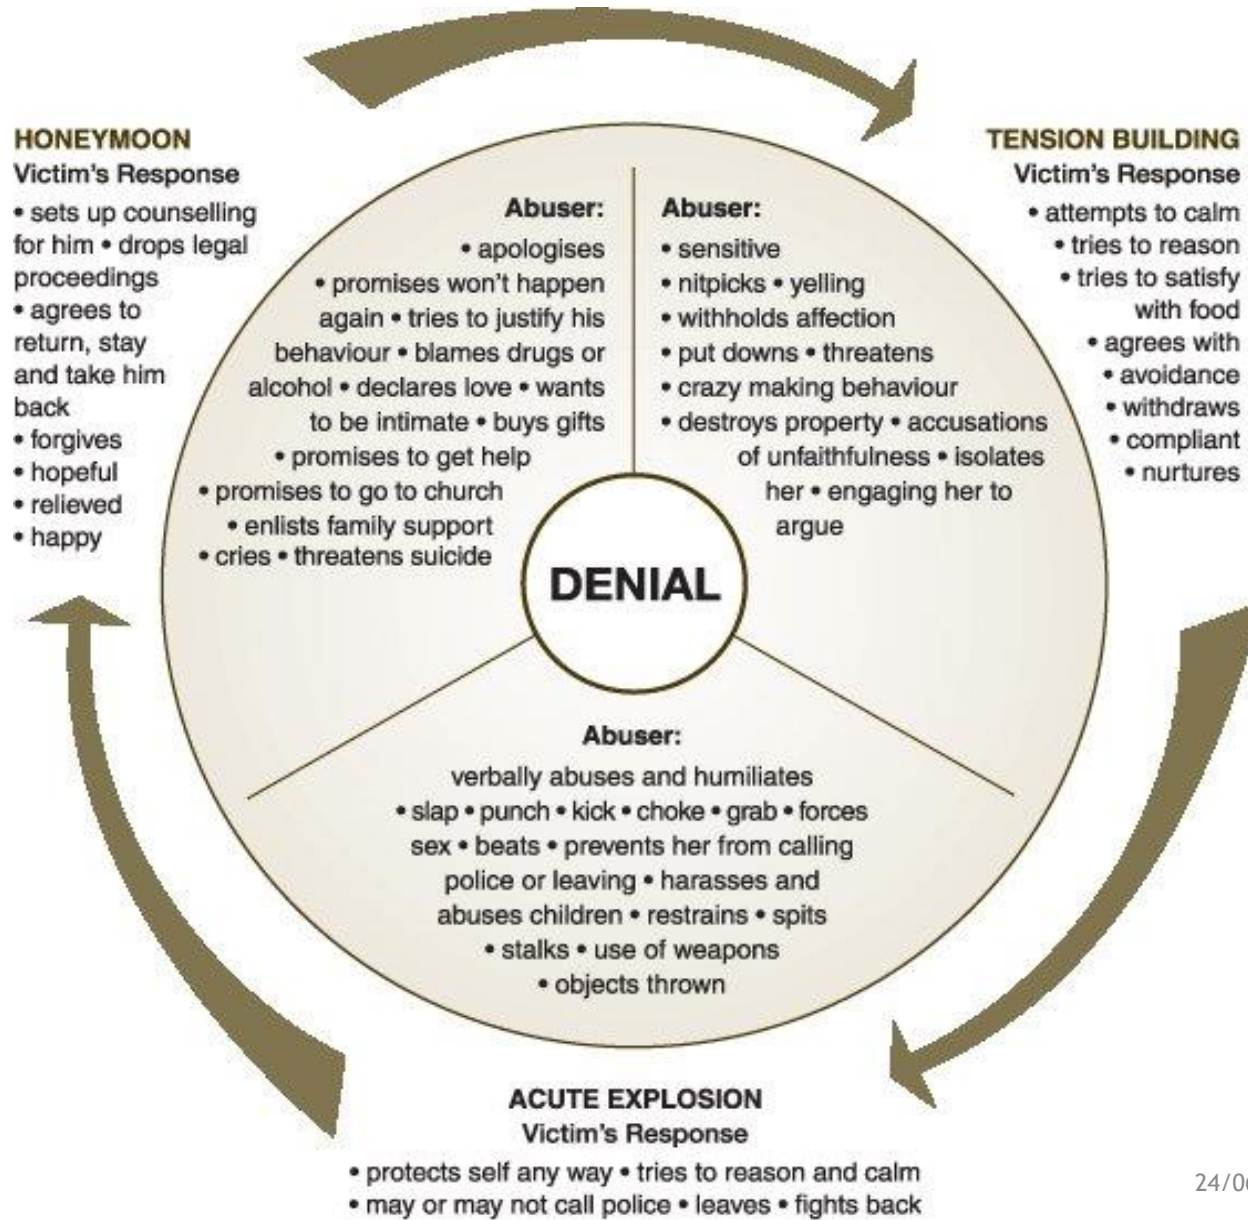 HONEYMOON
Victim's Response
• sets up counselling
for him • drops legal
proceedings
• agrees to
return, stay
and take him
back
• forgives
• hopeful
• relieved
• happy
Abuser:
• apologises
• promises won't happen
again • tries to justify his
behaviour • blames drugs or
alcohol • declares love • wants
to be intimate • buys gifts
• promises to get help
• promises to go to church
• enlists family support
• cries • threatens suicide
Abuser:
• sensitive
• nitpicks • yelling
• withholds affection
• put downs • threatens
• crazy making behaviour
• destroys property • accusations
of unfaithfulness • isolates
her • engaging her to
argue
TENSION BUILDING
Victim's Response
• attempts to calm
• tries to reason
• tries to satisfy
with food
• agrees with
• avoidance
• withdraws
• compliant
• nurtures
DENIAL
Abuser:
verbally abuses and humiliates
• slap • punch • kick • choke • grab • forces
sex • beats • prevents her from calling
police or leaving • harasses and
abuses children • restrains • spits
• stalks • use of weapons
• objects thrown
ACUTE EXPLOSION
Victim's Response
• protects self any way • tries to reason and calm
• may or may not call police • leaves • fights back
24/0